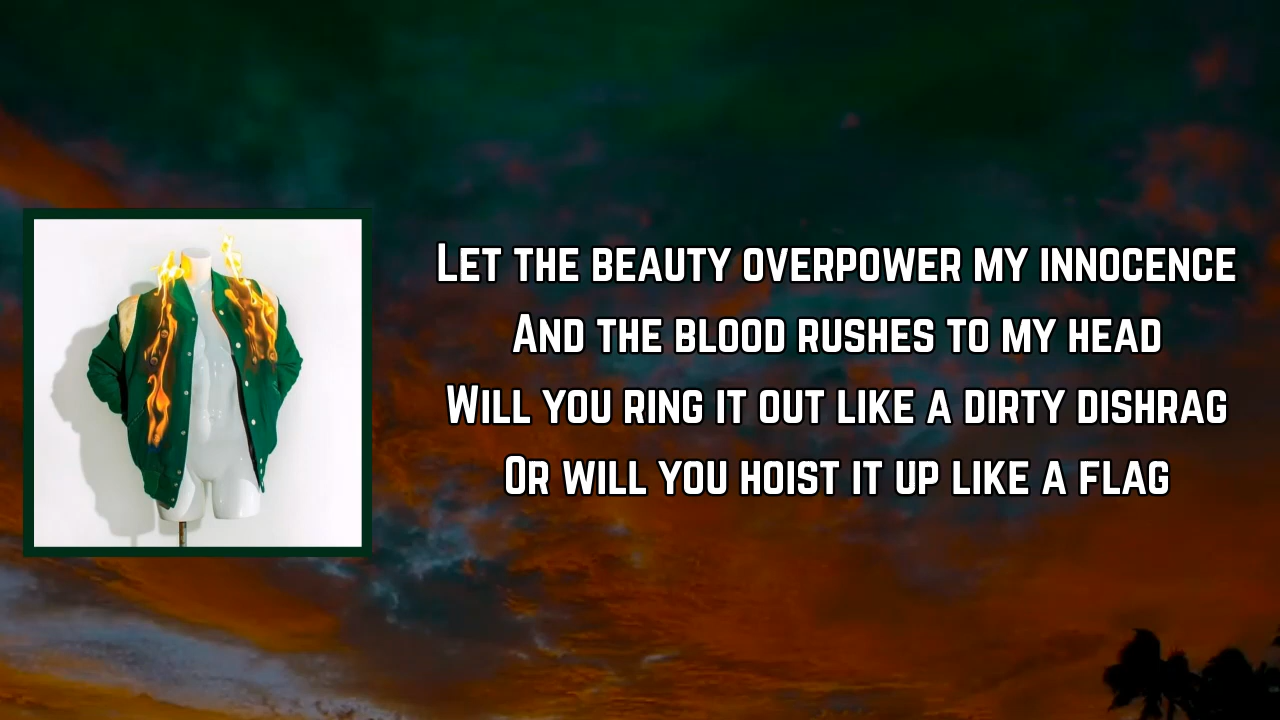 Let the beauty overpower my innocence
And the blood rushes to my head
Will you ring it out like a dirty dishrag
Or will you hoist it up like a flag